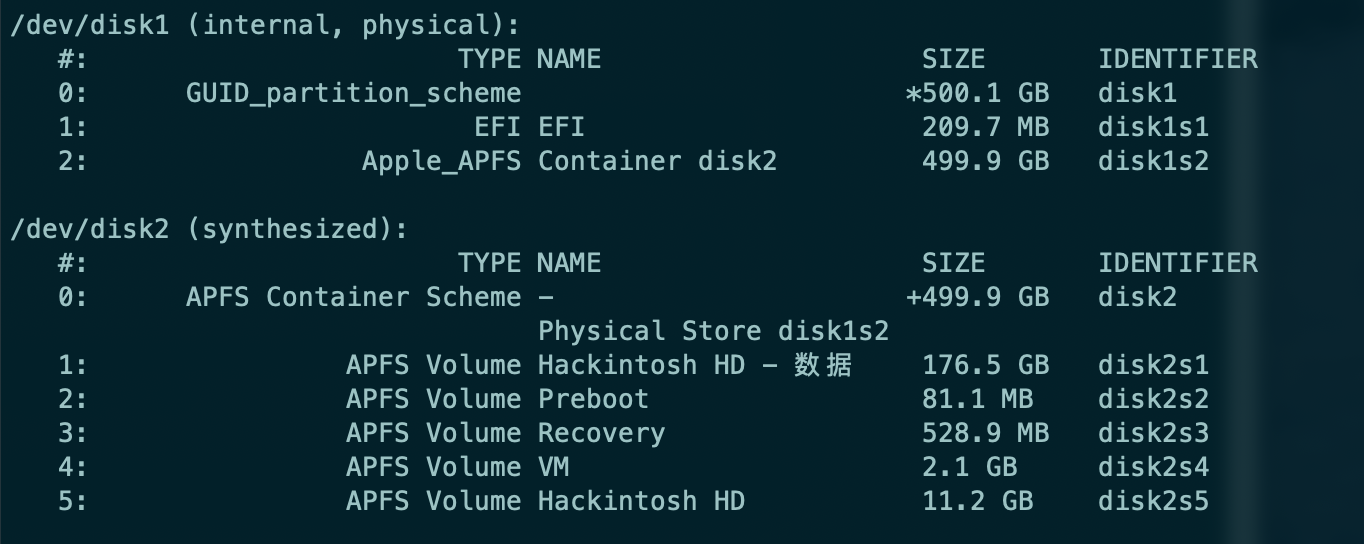 /dev/disk1 (internal, physical):
   #:                       TYPE NAME                    SIZE       IDENTIFIER
   0:      GUID_partition_scheme                        *500.1 GB   disk1
   1:                        EFI EFI                     209.7 MB   disk1s1
   2:                 Apple_APFS Container disk2         499.9 GB   disk1s2

/dev/disk2 (synthesized):
   #:                       TYPE NAME                    SIZE       IDENTIFIER
   0:      APFS Container Scheme -                      +499.9 GB   disk2
                                 Physical Store disk1s2
   1:                APFS Volume Hackintosh HD - 数据    176.5 GB   disk2s1
   2:                APFS Volume Preboot                 81.1 MB    disk2s2
   3:                APFS Volume Recovery                528.9 MB   disk2s3
   4:                APFS Volume VM                      2.1 GB     disk2s4
   5:                APFS Volume Hackintosh HD           11.2 GB    disk2s5